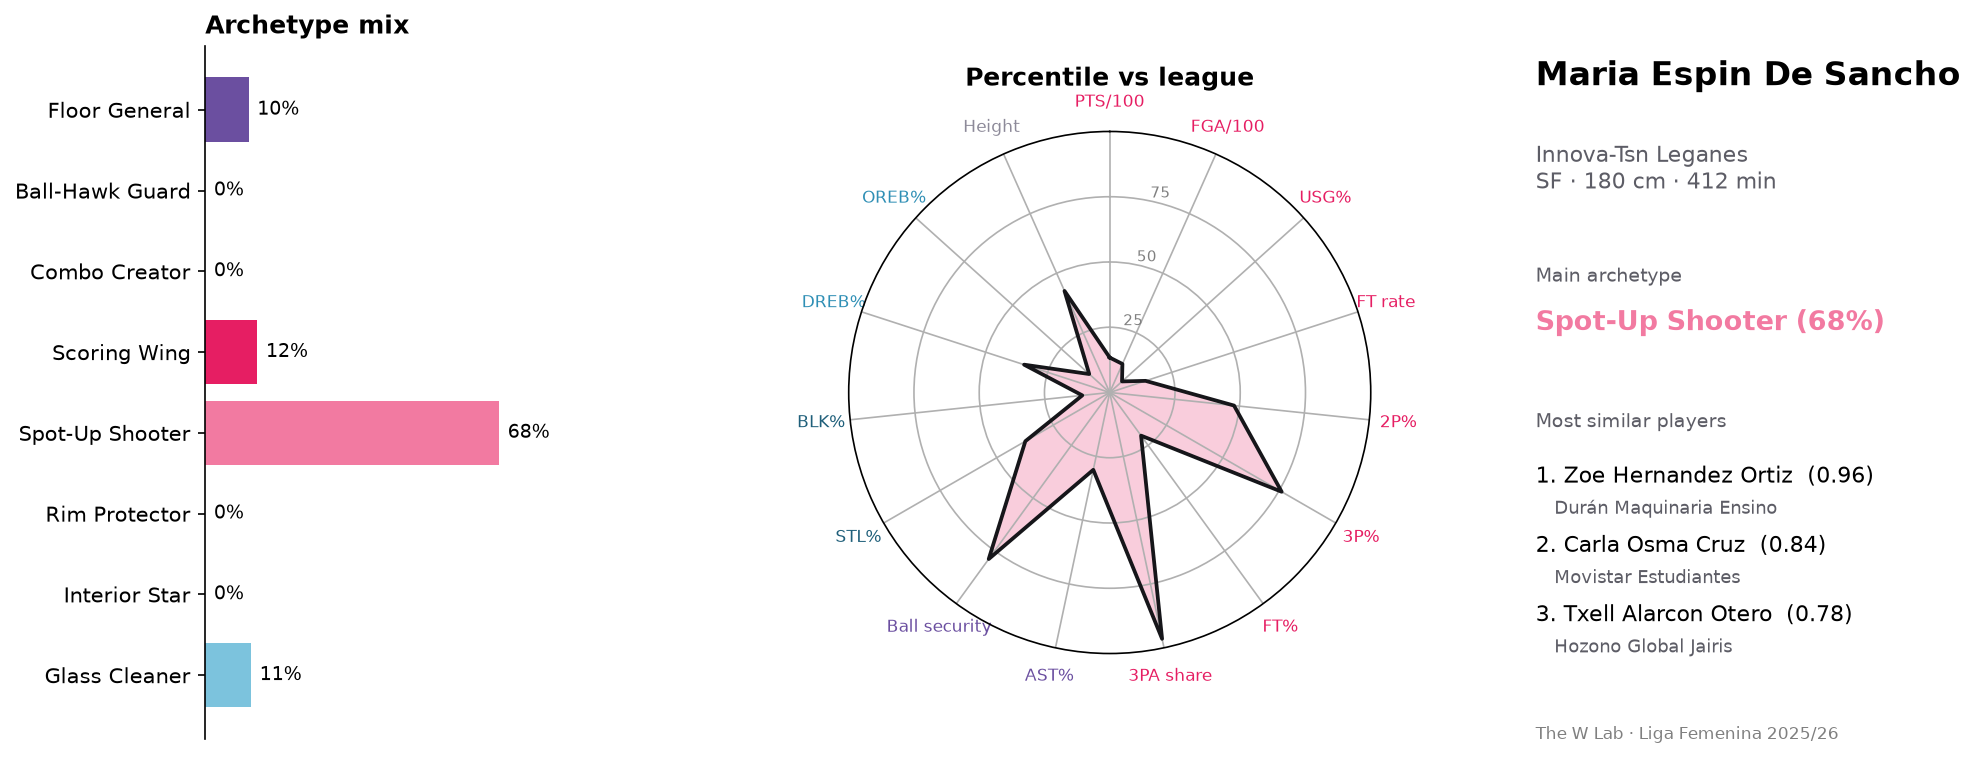 Archetype mix
Floor General
10%
Ball-Hawk Guard
0%
Combo Creator
0%
Scoring Wing
12%
Spot-Up Shooter
68%
Rim Protector
0%
Interior Star
0%
Glass Cleaner
11%
Percentile vs league
PTS/100
FGA/100
USG%
FT rate
2P%
3P%
FT%
3PA share
AST%
Ball security
STL%
BLK%
DREB%
OREB%
Height
75
50
25
Maria Espin De Sancho
Innova-Tsn Leganes
SF · 180 cm · 412 min
Main archetype
Spot-Up Shooter (68%)
Most similar players
1. Zoe Hernandez Ortiz (0.96)
Durán Maquinaria Ensino
2. Carla Osma Cruz (0.84)
Movistar Estudiantes
3. Txell Alarcon Otero (0.78)
Hozono Global Jairis
The W Lab · Liga Femenina 2025/26